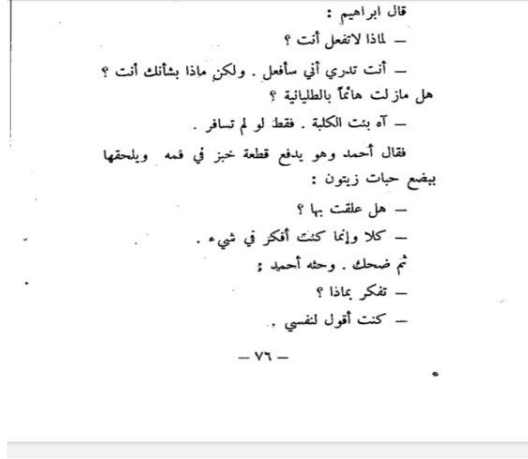 قال ابراهيم :
— لماذا لاتفعل أنت ؟
— أنت تدري أني سأفعل . ولكن ماذا بشأنك أنت ؟
هل مازلت هائماً بالطليانية ؟
— آه بنت الكلبة . فقط لو لم تسافر .
فقال أحمد وهو يدفع قطعة خبز في فمه ويلحقها
ببضع حبات زيتون :
— هل علقت بها ؟
— كلا وإنما كنت أفكر في شيء .
ثم ضحك . وحثه أحمد :
— تفكر بماذا ؟
— كنت أقول لنفسي .
— ٧٦ —